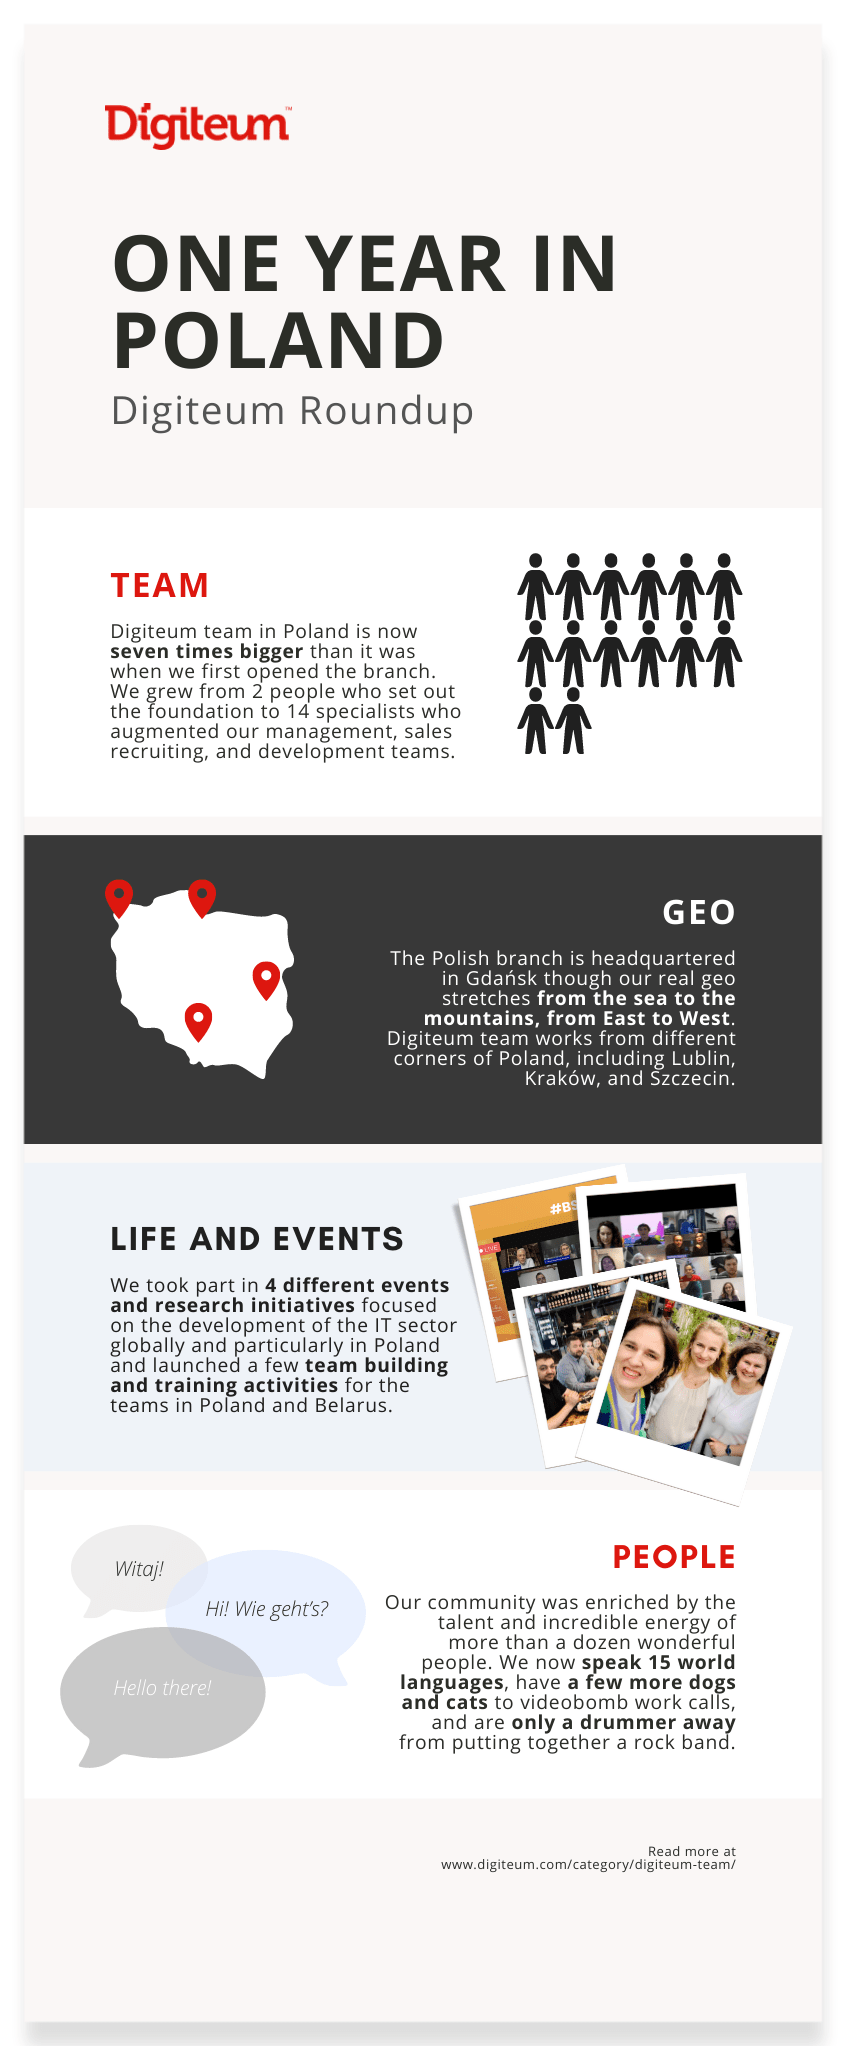 Digiteum™
ONE YEAR IN
POLAND
Digiteum Roundup
TEAM
Digiteum team in Poland is now
seven times bigger than it was
when we first opened the branch.
We grew from 2 people who set out
the foundation to 14 specialists who
augmented our management, sales
recruiting, and development teams.
GEO
The Polish branch is headquartered
in Gdańsk though our real geo
stretches from the sea to the
mountains, from East to West.
Digiteum team works from different
corners of Poland, including Lublin,
Kraków, and Szczecin.
LIFE AND EVENTS
We took part in 4 different events
and research initiatives focused
on the development of the IT sector
globally and particularly in Poland
and launched a few team building
and training activities for the
teams in Poland and Belarus.
#BS
LIVE
Witaj!
Hi! Wie geht's?
Hello there!
PEOPLE
Our community was enriched by the
talent and incredible energy of
more than a dozen wonderful
people. We now speak 15 world
languages, have a few more dogs
and cats to videobomb work calls,
and are only a drummer away
from putting together a rock band.
Read more at
www.digiteum.com/category/digiteum-team/